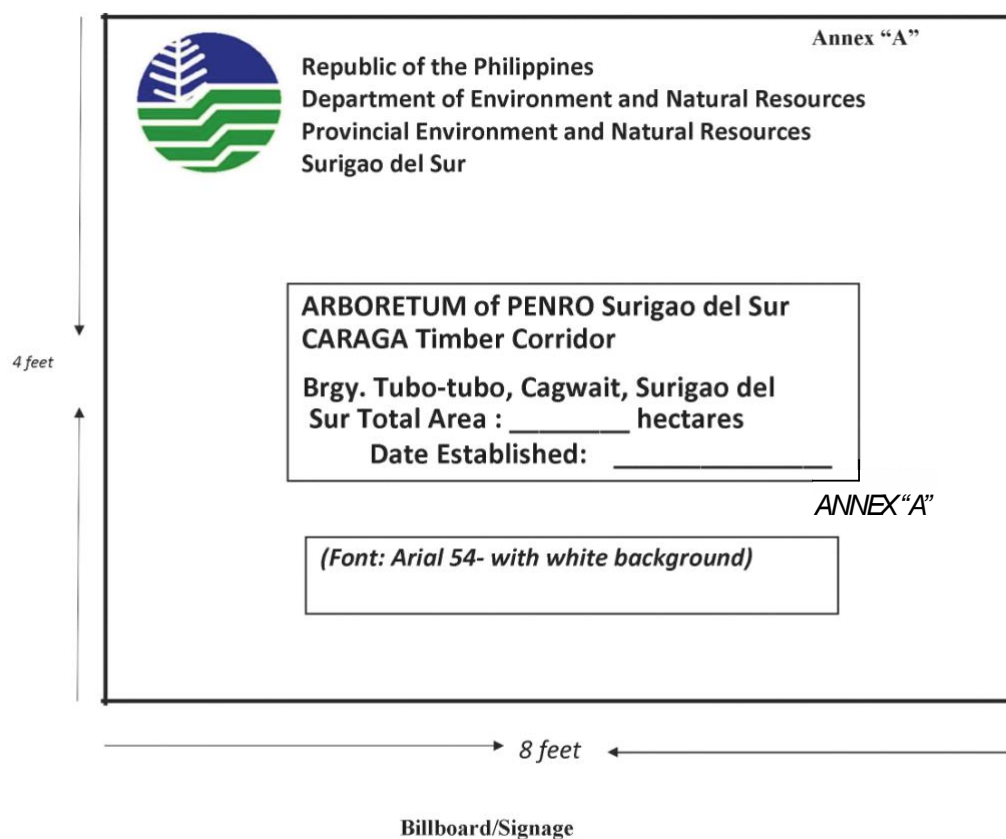 Annex “A”
Republic of the Philippines
Department of Environment and Natural Resources
Provincial Environment and Natural Resources
Surigao del Sur
ARBORETUM of PENRO Surigao del Sur
CARAGA Timber Corridor
4 feet
Brgy. Tubo-tubo, Cagwait, Surigao del
Sur Total Area : ________ hectares
Date Established: _______________
ANNEX “A”
(Font: Arial 54- with white background)
8 feet
Billboard/Signage